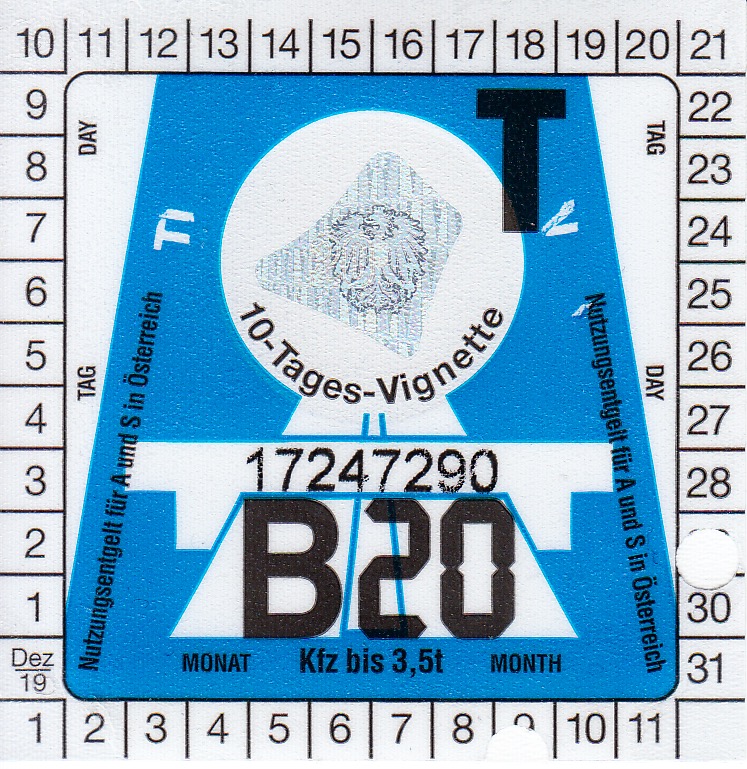 10 11 12 13 14 15 16 17 18 19 20 21
9 22
8 23
7 24
6 25
5 26
4 27
3 28
2
1 30
Dez
19
31
1 2 3 4 5 6 7 8 9 10 11
DAY
TAG
T
10-Tages-Vignette
TAG
DAY
Nutzungsentgelt für A und S in Österreich
Nutzungsentgelt für A und S in Österreich
17247290
B20
MONAT Kfz bis 3,5t MONTH